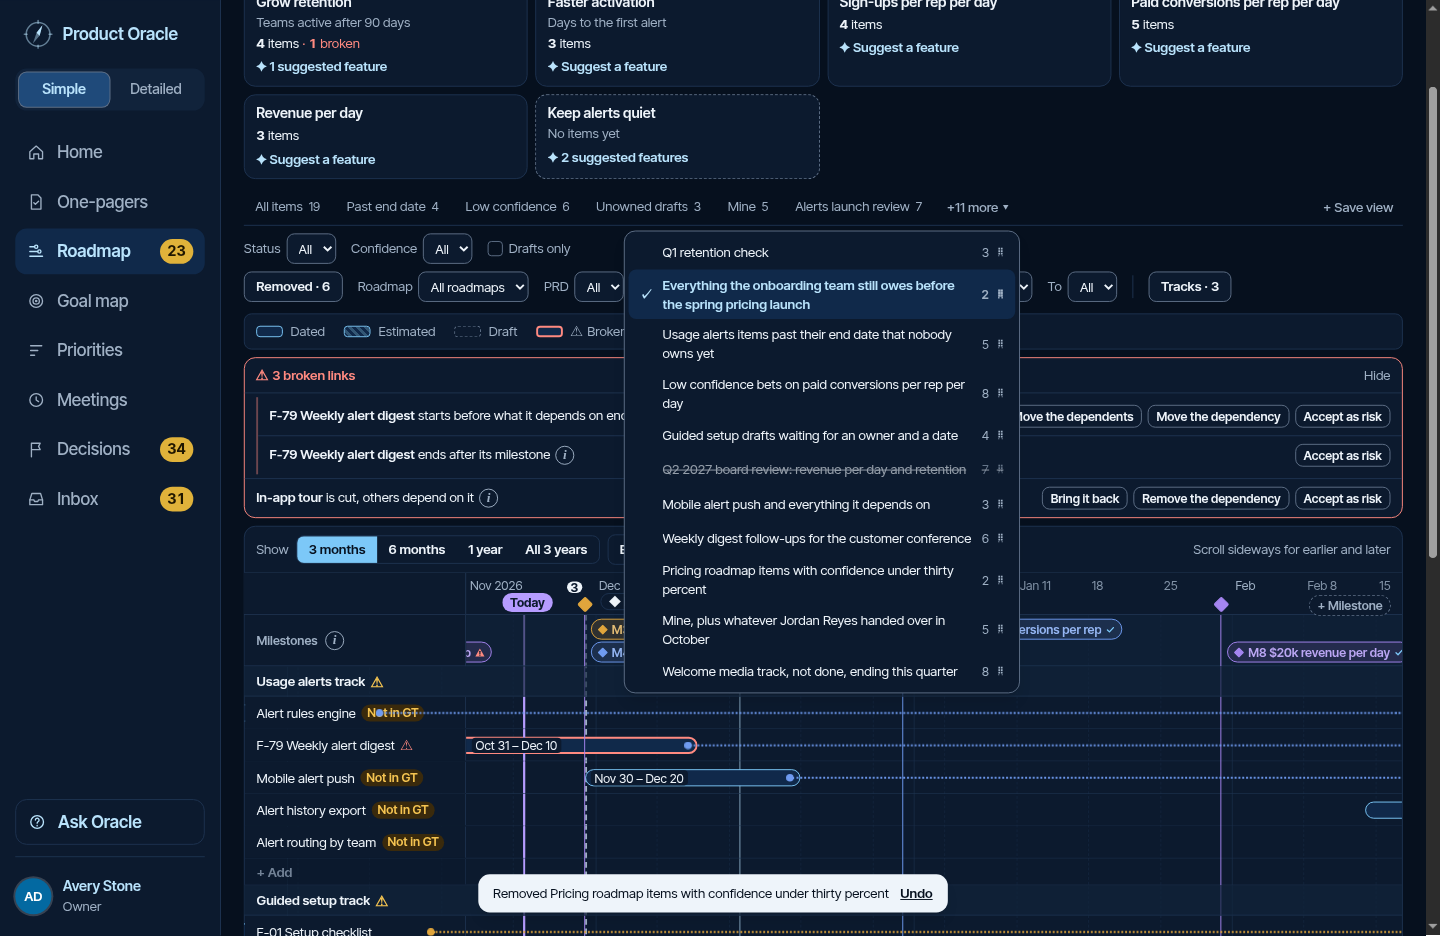 Product Oracle
Simple
Detailed
Home
One-pagers
Roadmap 23
Goal map
Priorities
Meetings
Decisions 34
Inbox 31
Ask Oracle
AD
Avery Stone
Owner
Grow retention
Teams active after 90 days
4 items · 1 broken
✦ 1 suggested feature
Faster activation
Days to the first alert
3 items
✦ Suggest a feature
Sign-ups per rep per day
4 items
✦ Suggest a feature
Paid conversions per rep per day
5 items
✦ Suggest a feature
Revenue per day
3 items
✦ Suggest a feature
Keep alerts quiet
No items yet
✦ 2 suggested features
All items 19
Past end date 4
Low confidence 6
Unowned drafts 3
Mine 5
Alerts launch review 7
+11 more ▾
+ Save view
Status All
Confidence All
Drafts only
Removed · 6
Roadmap All roadmaps
PRD All
To All
Tracks · 3
Q1 retention check 3
✓ Everything the onboarding team still owes before
the spring pricing launch 2
Usage alerts items past their end date that nobody
owns yet 5
Low confidence bets on paid conversions per rep per
day 8
Guided setup drafts waiting for an owner and a date 4
Q2 2027 board review: revenue per day and retention 7
Mobile alert push and everything it depends on 3
Weekly digest follow-ups for the customer conference 6
Pricing roadmap items with confidence under thirty
percent 2
Mine, plus whatever Jordan Reyes handed over in
October 5
Welcome media track, not done, ending this quarter 8
Dated
Estimated
Draft
⚠ Broken
⚠ 3 broken links
Hide
F-79 Weekly alert digest starts before what it depends on
Move the dependents
Move the dependency
Accept as risk
F-79 Weekly alert digest ends after its milestone i
Accept as risk
In-app tour is cut, others depend on it i
Bring it back
Remove the dependency
Accept as risk
Show
3 months
6 months
1 year
All 3 years
Scroll sideways for earlier and later
Nov 2026
3
Dec
Jan 11
18
25
Feb
Feb 8
15
Today
+ Milestone
Milestones i
per rep ✓
M8 $20k revenue per day
Usage alerts track ⚠
Alert rules engine Not in GT
F-79 Weekly alert digest ⚠
Oct 31 – Dec 10
Mobile alert push Not in GT
Nov 30 – Dec 20
Alert history export Not in GT
Alert routing by team Not in GT
+ Add
Guided setup track ⚠
F-01 Setup checklist
Removed Pricing roadmap items with confidence under thirty percent Undo